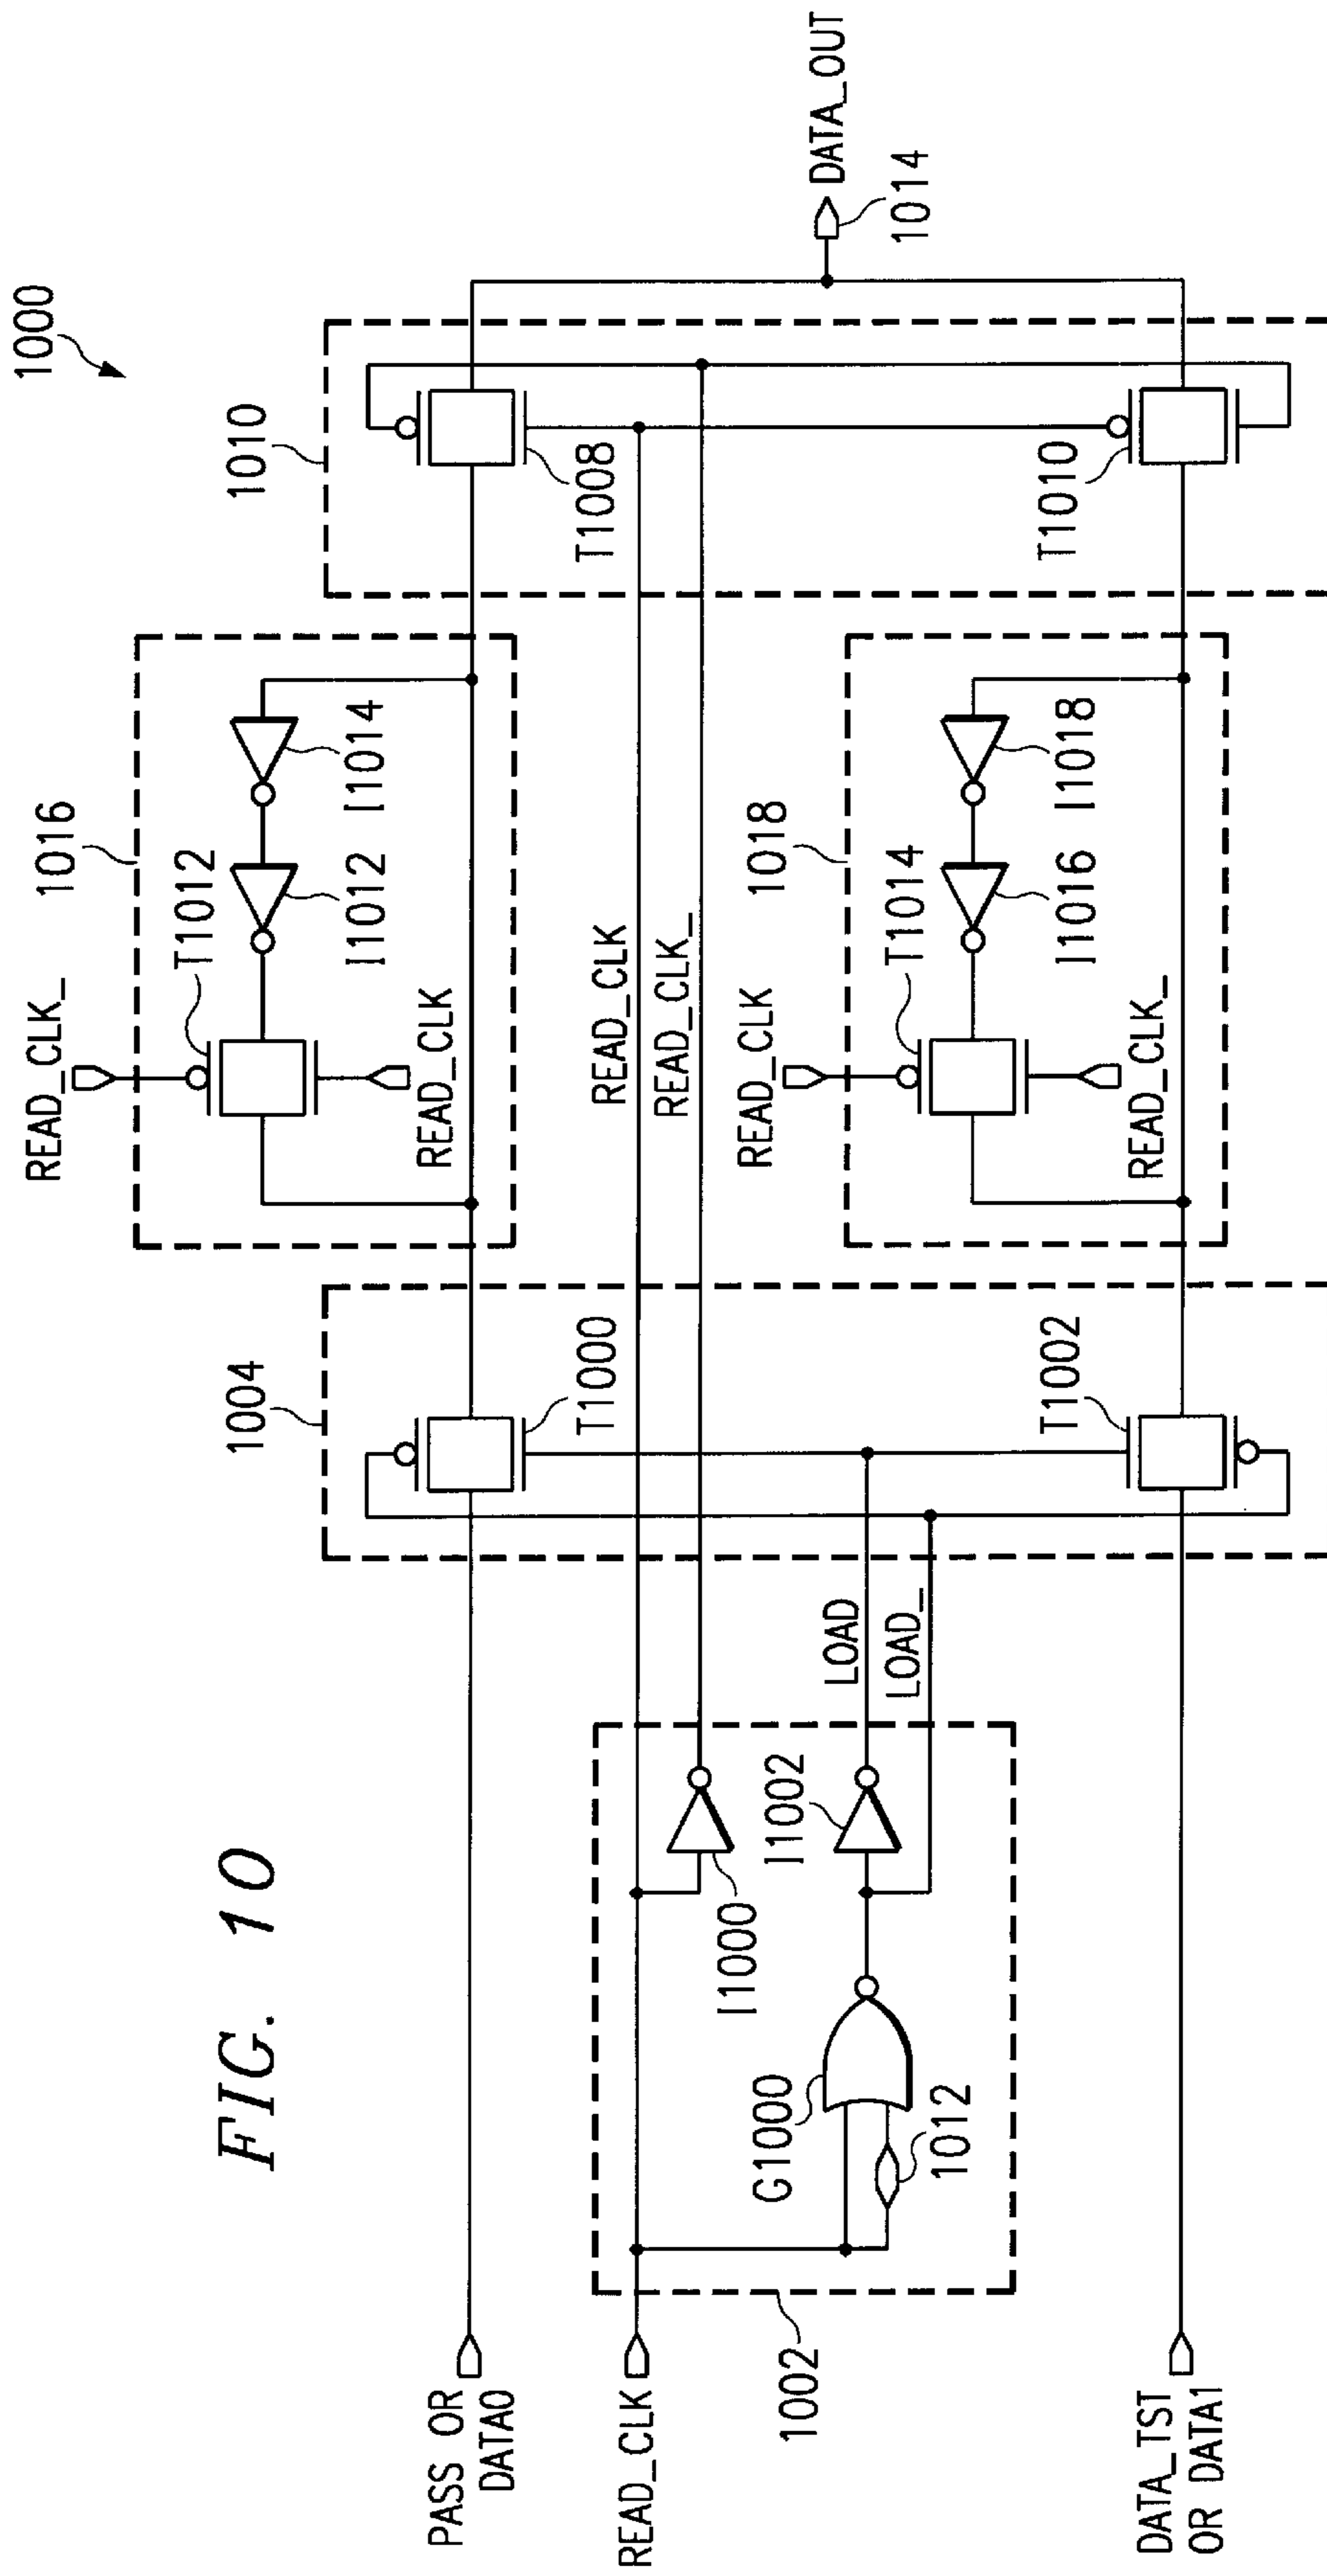 FIG. 10
1000
1016
READ_CLK_
T1012
I1012
I1014
READ_CLK
1004
1010
PASS OR
DATA0
T1000
T1008
READ_CLK
READ_CLK
READ_CLK_
1002
I1000
G1000
1012
I1002
LOAD
LOAD_
1018
READ_CLK
T1014
I1016
I1018
READ_CLK_
DATA_OUT
1014
T1002
T1010
DATA_TST
OR DATA1